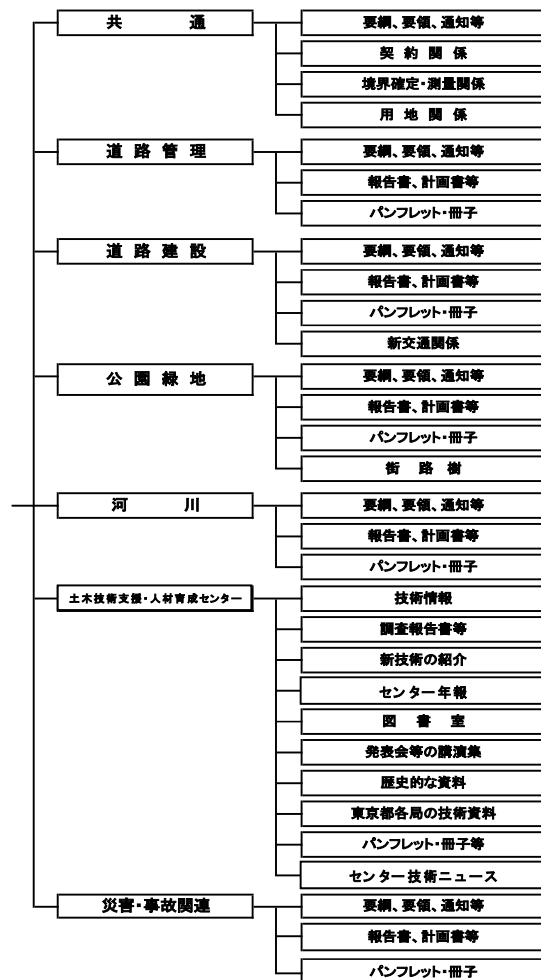 共通
要綱、要領、通知等
契約関係
境界確定・測量関係
用地関係
道路管理
要綱、要領、通知等
報告書、計画書等
パンフレット・冊子
道路建設
要綱、要領、通知等
報告書、計画書等
パンフレット・冊子
新交通関係
公園緑地
要綱、要領、通知等
報告書、計画書等
パンフレット・冊子
街路樹
河川
要綱、要領、通知等
報告書、計画書等
パンフレット・冊子
土木技術支援・人材育成センター
技術情報
調査報告書等
新技術の紹介
センター年報
図書室
発表会等の講演集
歴史的な資料
東京都各局の技術資料
パンフレット・冊子等
センター技術ニュース
災害・事故関連
要綱、要領、通知等
報告書、計画書等
パンフレット・冊子